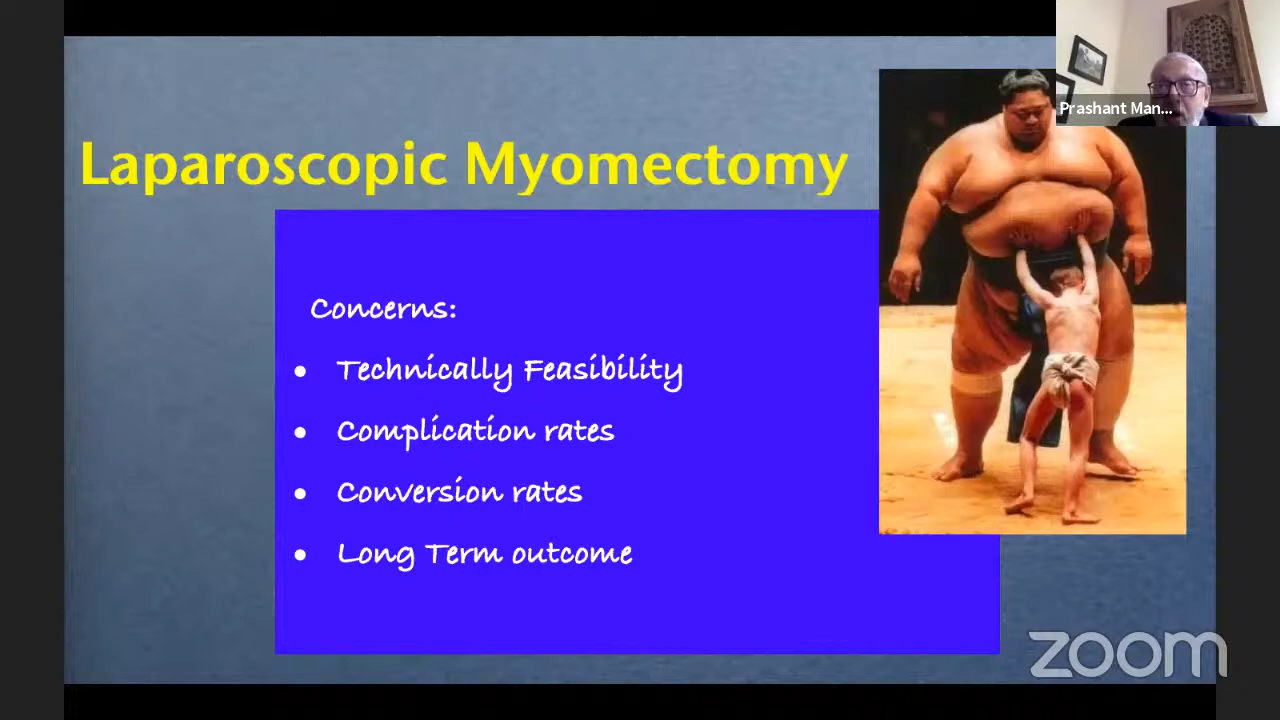 Prashant Man...
Laparoscopic Myomectomy
Concerns:
• Technically Feasibility
• Complication rates
• Conversion rates
• Long Term outcome
zoom